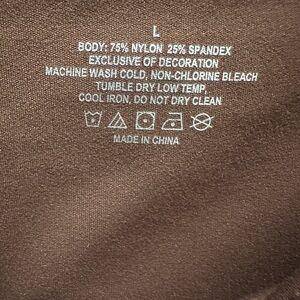 L
BODY: 75% NYLON 25% SPANDEX
EXCLUSIVE OF DECORATION
MACHINE WASH COLD, NON-CHLORINE BLEACH
TUMBLE DRY LOW TEMP,
COOL IRON, DO NOT DRY CLEAN
MADE IN CHINA